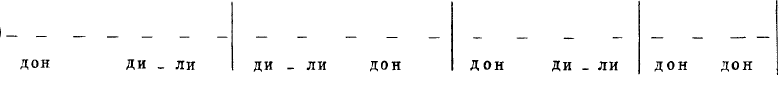 дон ди - ли ди - ли дон дон ди - ли дон дон